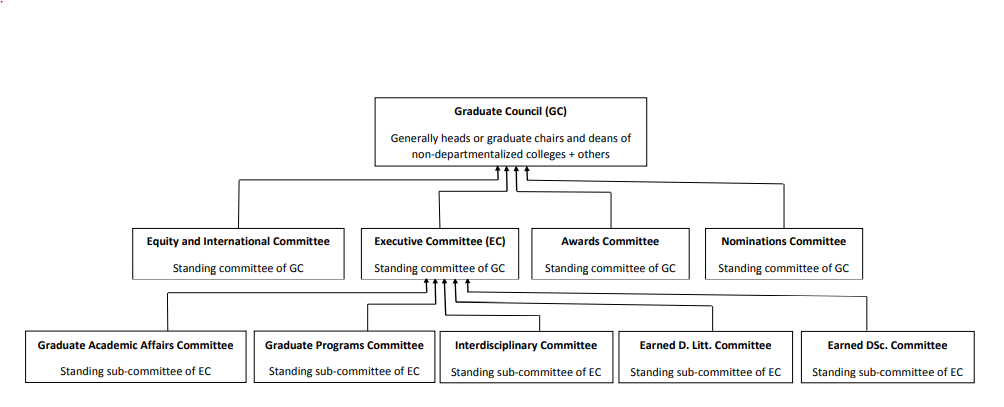 Graduate Council (GC)
Generally heads or graduate chairs and deans of
non-departmentalized colleges + others
Equity and International Committee
Standing committee of GC
Executive Committee (EC)
Standing committee of GC
Awards Committee
Standing committee of GC
Nominations Committee
Standing committee of GC
Graduate Academic Affairs Committee
Standing sub-committee of EC
Graduate Programs Committee
Standing sub-committee of EC
Interdisciplinary Committee
Standing sub-committee of EC
Earned D. Litt. Committee
Standing sub-committee of EC
Earned DSc. Committee
Standing sub-committee of EC